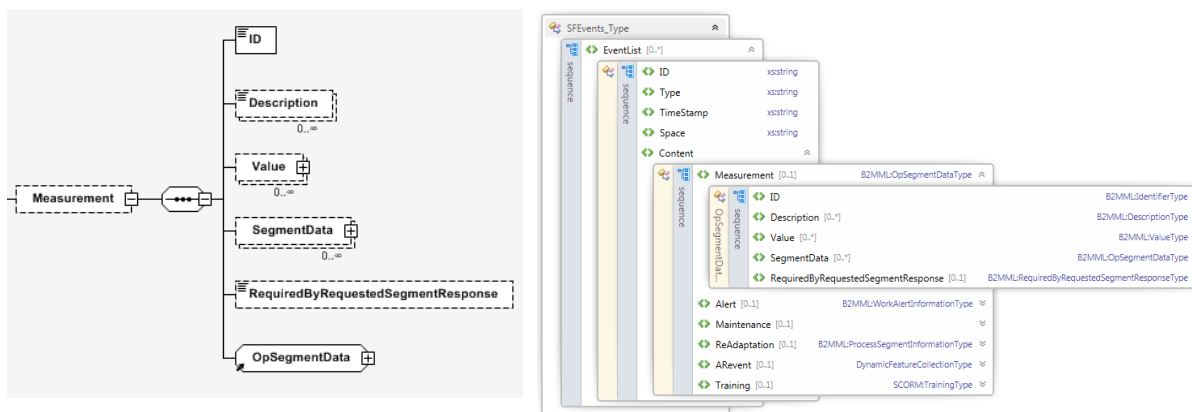 ID
Description
0..∞
Value
0..∞
Measurement
SegmentData
0..∞
RequiredByRequestedSegmentResponse
OpSegmentData
SFEvents_Type
sequence
EventList [0..*]
sequence
ID xs:string
Type xs:string
TimeStamp xs:string
Space xs:string
Content
sequence
Measurement [0..1] B2MML:OpSegmentDataType
OpSegmentDat...
sequence
ID B2MML:IdentifierType
Description [0..*] B2MML:DescriptionType
Value [0..*] B2MML:ValueType
SegmentData [0..*] B2MML:OpSegmentDataType
RequiredByRequestedSegmentResponse [0..1] B2MML:RequiredByRequestedSegmentResponseType
Alert [0..1] B2MML:WorkAlertInformationType
Maintenance [0..1]
ReAdaptation [0..1] B2MML:ProcessSegmentInformationType
ARevent [0..1] DynamicFeatureCollectionType
Training [0..1] SCORM:TrainingType